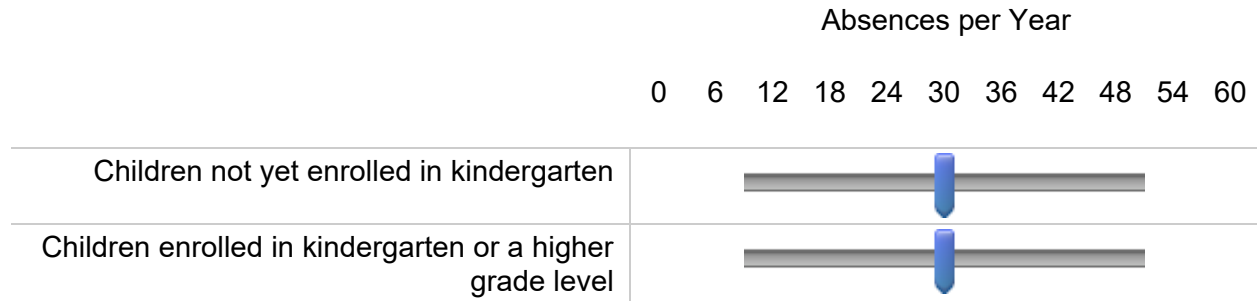 Absences per Year
0 6 12 18 24 30 36 42 48 54 60
Children not yet enrolled in kindergarten
Children enrolled in kindergarten or a higher
grade level